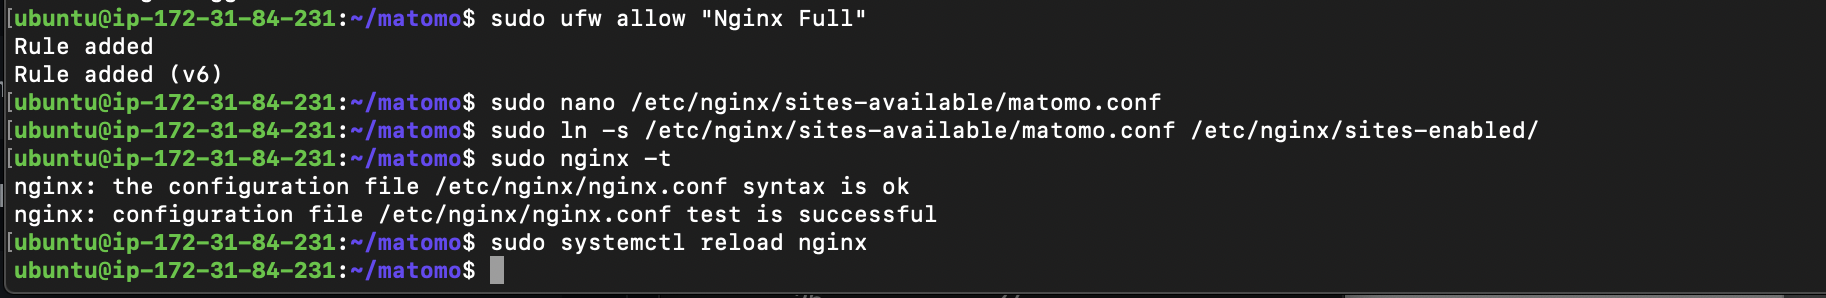 [ubuntu@ip-172-31-84-231:~/matomo$ sudo ufw allow "Nginx Full"
Rule added
Rule added (v6)
[ubuntu@ip-172-31-84-231:~/matomo$ sudo nano /etc/nginx/sites-available/matomo.conf
[ubuntu@ip-172-31-84-231:~/matomo$ sudo ln -s /etc/nginx/sites-available/matomo.conf /etc/nginx/sites-enabled/
[ubuntu@ip-172-31-84-231:~/matomo$ sudo nginx -t
nginx: the configuration file /etc/nginx/nginx.conf syntax is ok
nginx: configuration file /etc/nginx/nginx.conf test is successful
[ubuntu@ip-172-31-84-231:~/matomo$ sudo systemctl reload nginx
ubuntu@ip-172-31-84-231:~/matomo$